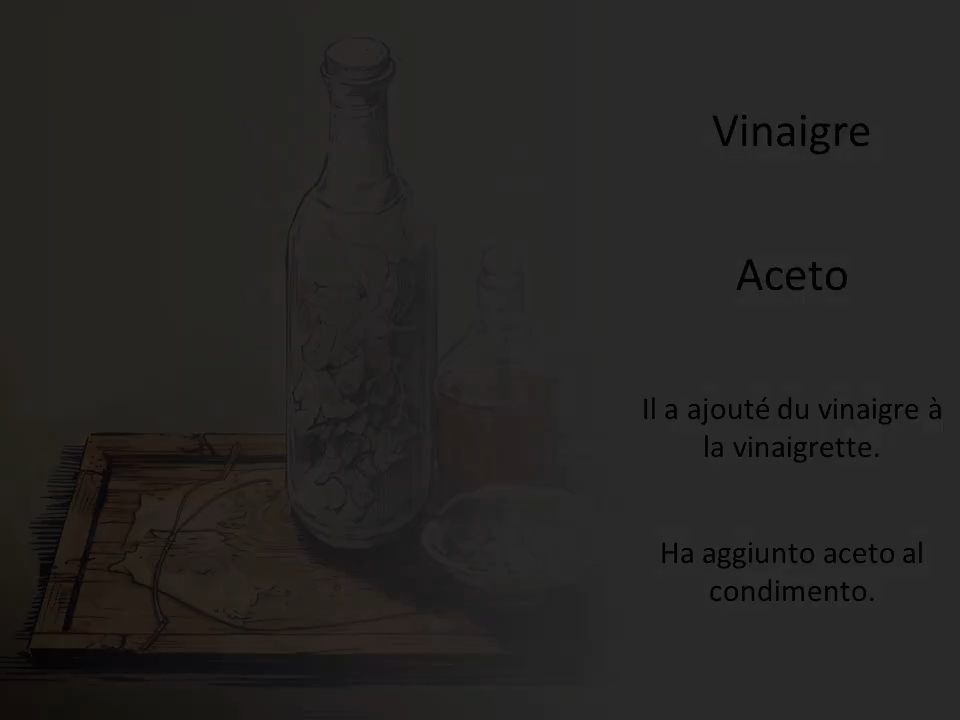 Vinaigre
Aceto
Il a ajouté du vinaigre à
la vinaigrette.
Ha aggiunto aceto al
condimento.